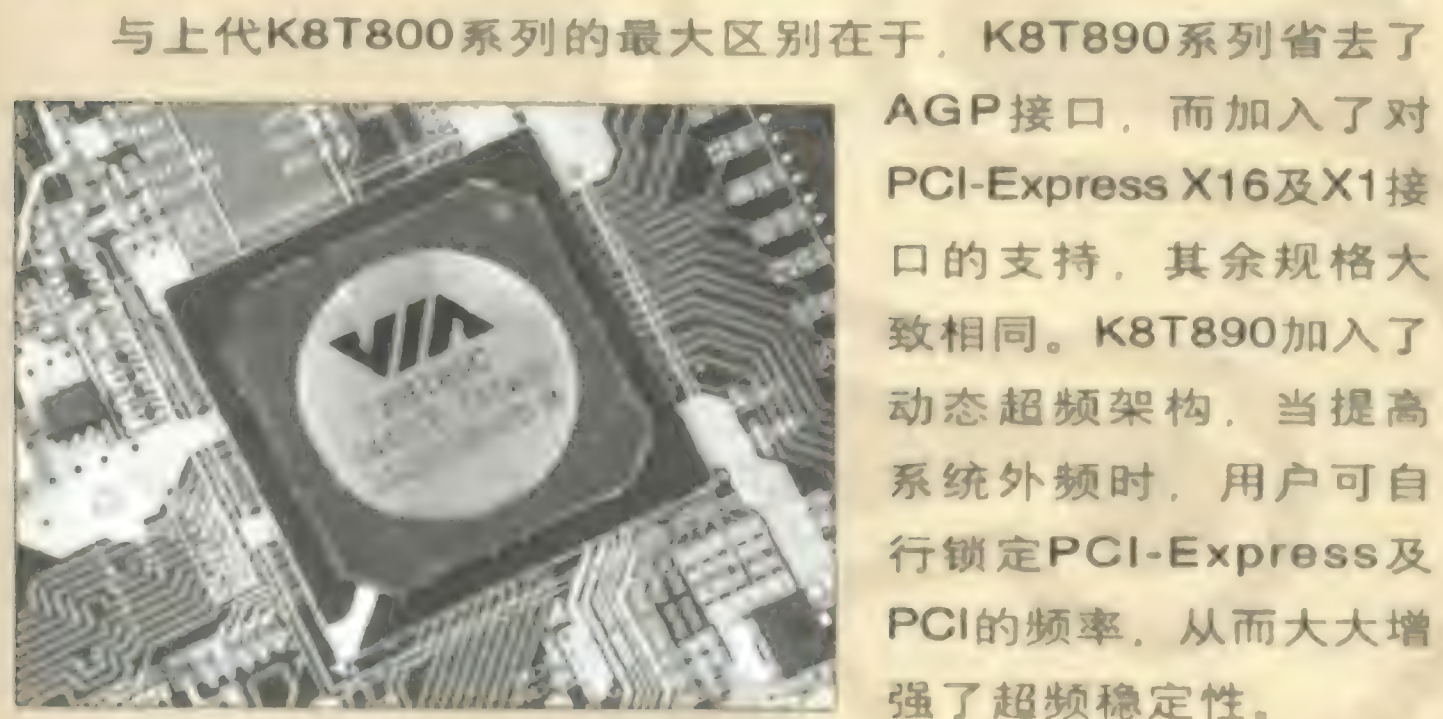 与上代K8T800系列的最大区别在于，K8T890系列省去了
AGP接口，而加入了对
PCI-Express X16及X1接
口的支持，其余规格大
致相同。K8T890加入了
动态超频架构，当提高
系统外频时，用户可自
行锁定PCI-Express及
PCI的频率，从而大大增
强了超频稳定性。
VIA